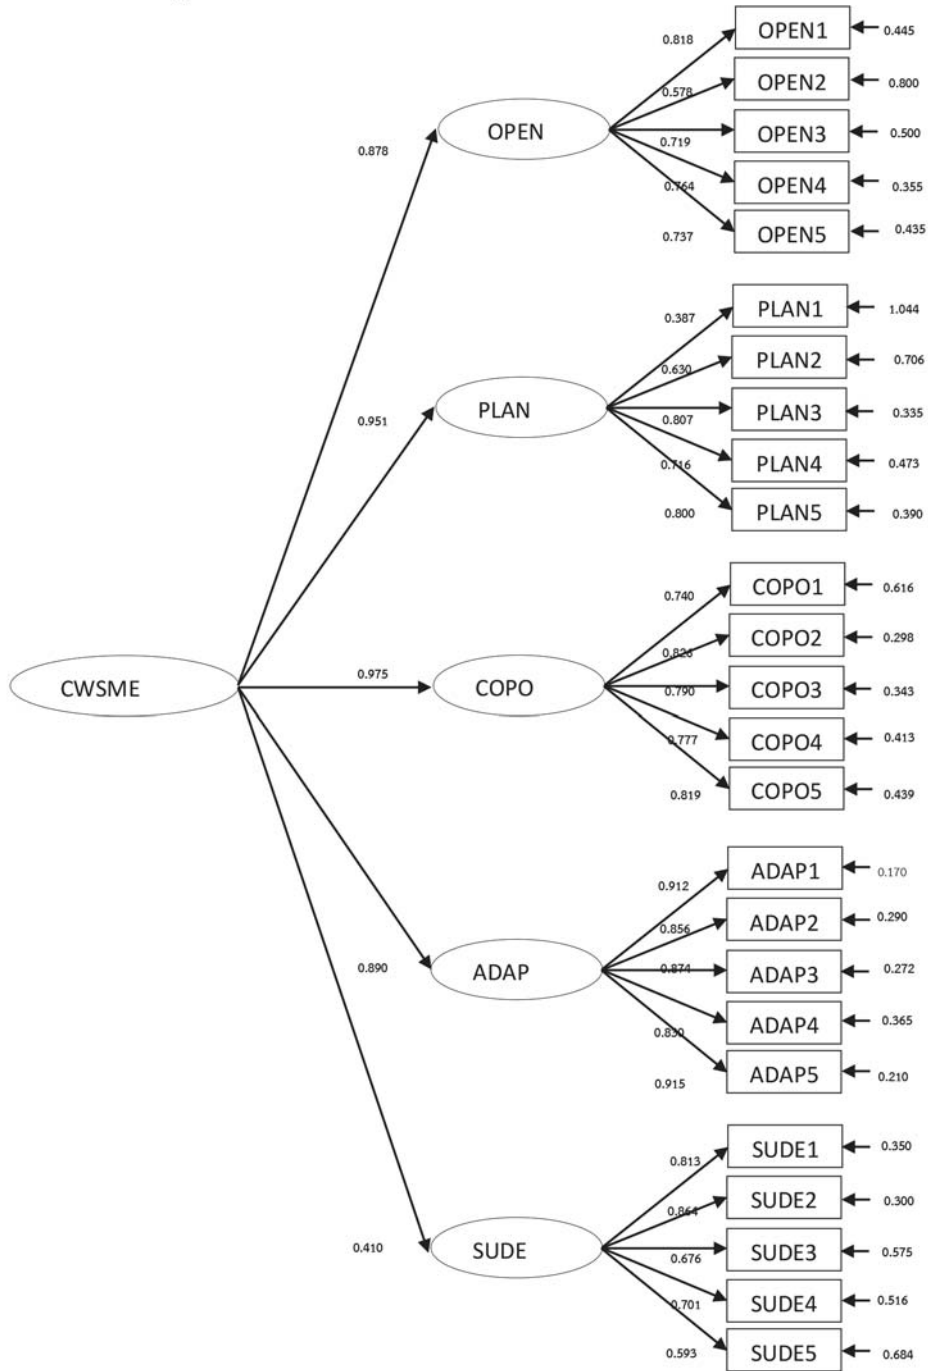 0.818 OPEN1 0.445
0.578 OPEN2 0.800
OPEN 0.719 OPEN3 0.500
0.878
0.764 OPEN4 0.355
0.737 OPEN5 0.435
0.387 PLAN1 1.044
0.630 PLAN2 0.706
PLAN 0.807 PLAN3 0.335
0.951
0.716 PLAN4 0.473
0.800 PLAN5 0.390
0.740 COPO1 0.616
0.826 COPO2 0.298
CWSME 0.975 COPO 0.790 COPO3 0.343
0.777 COPO4 0.413
0.819 COPO5 0.439
0.912 ADAP1 0.170
0.856 ADAP2 0.290
0.890 ADAP 0.874 ADAP3 0.272
0.830 ADAP4 0.365
0.915 ADAP5 0.210
0.813 SUDE1 0.350
0.864 SUDE2 0.300
0.410 SUDE 0.676 SUDE3 0.575
0.701 SUDE4 0.516
0.593 SUDE5 0.684